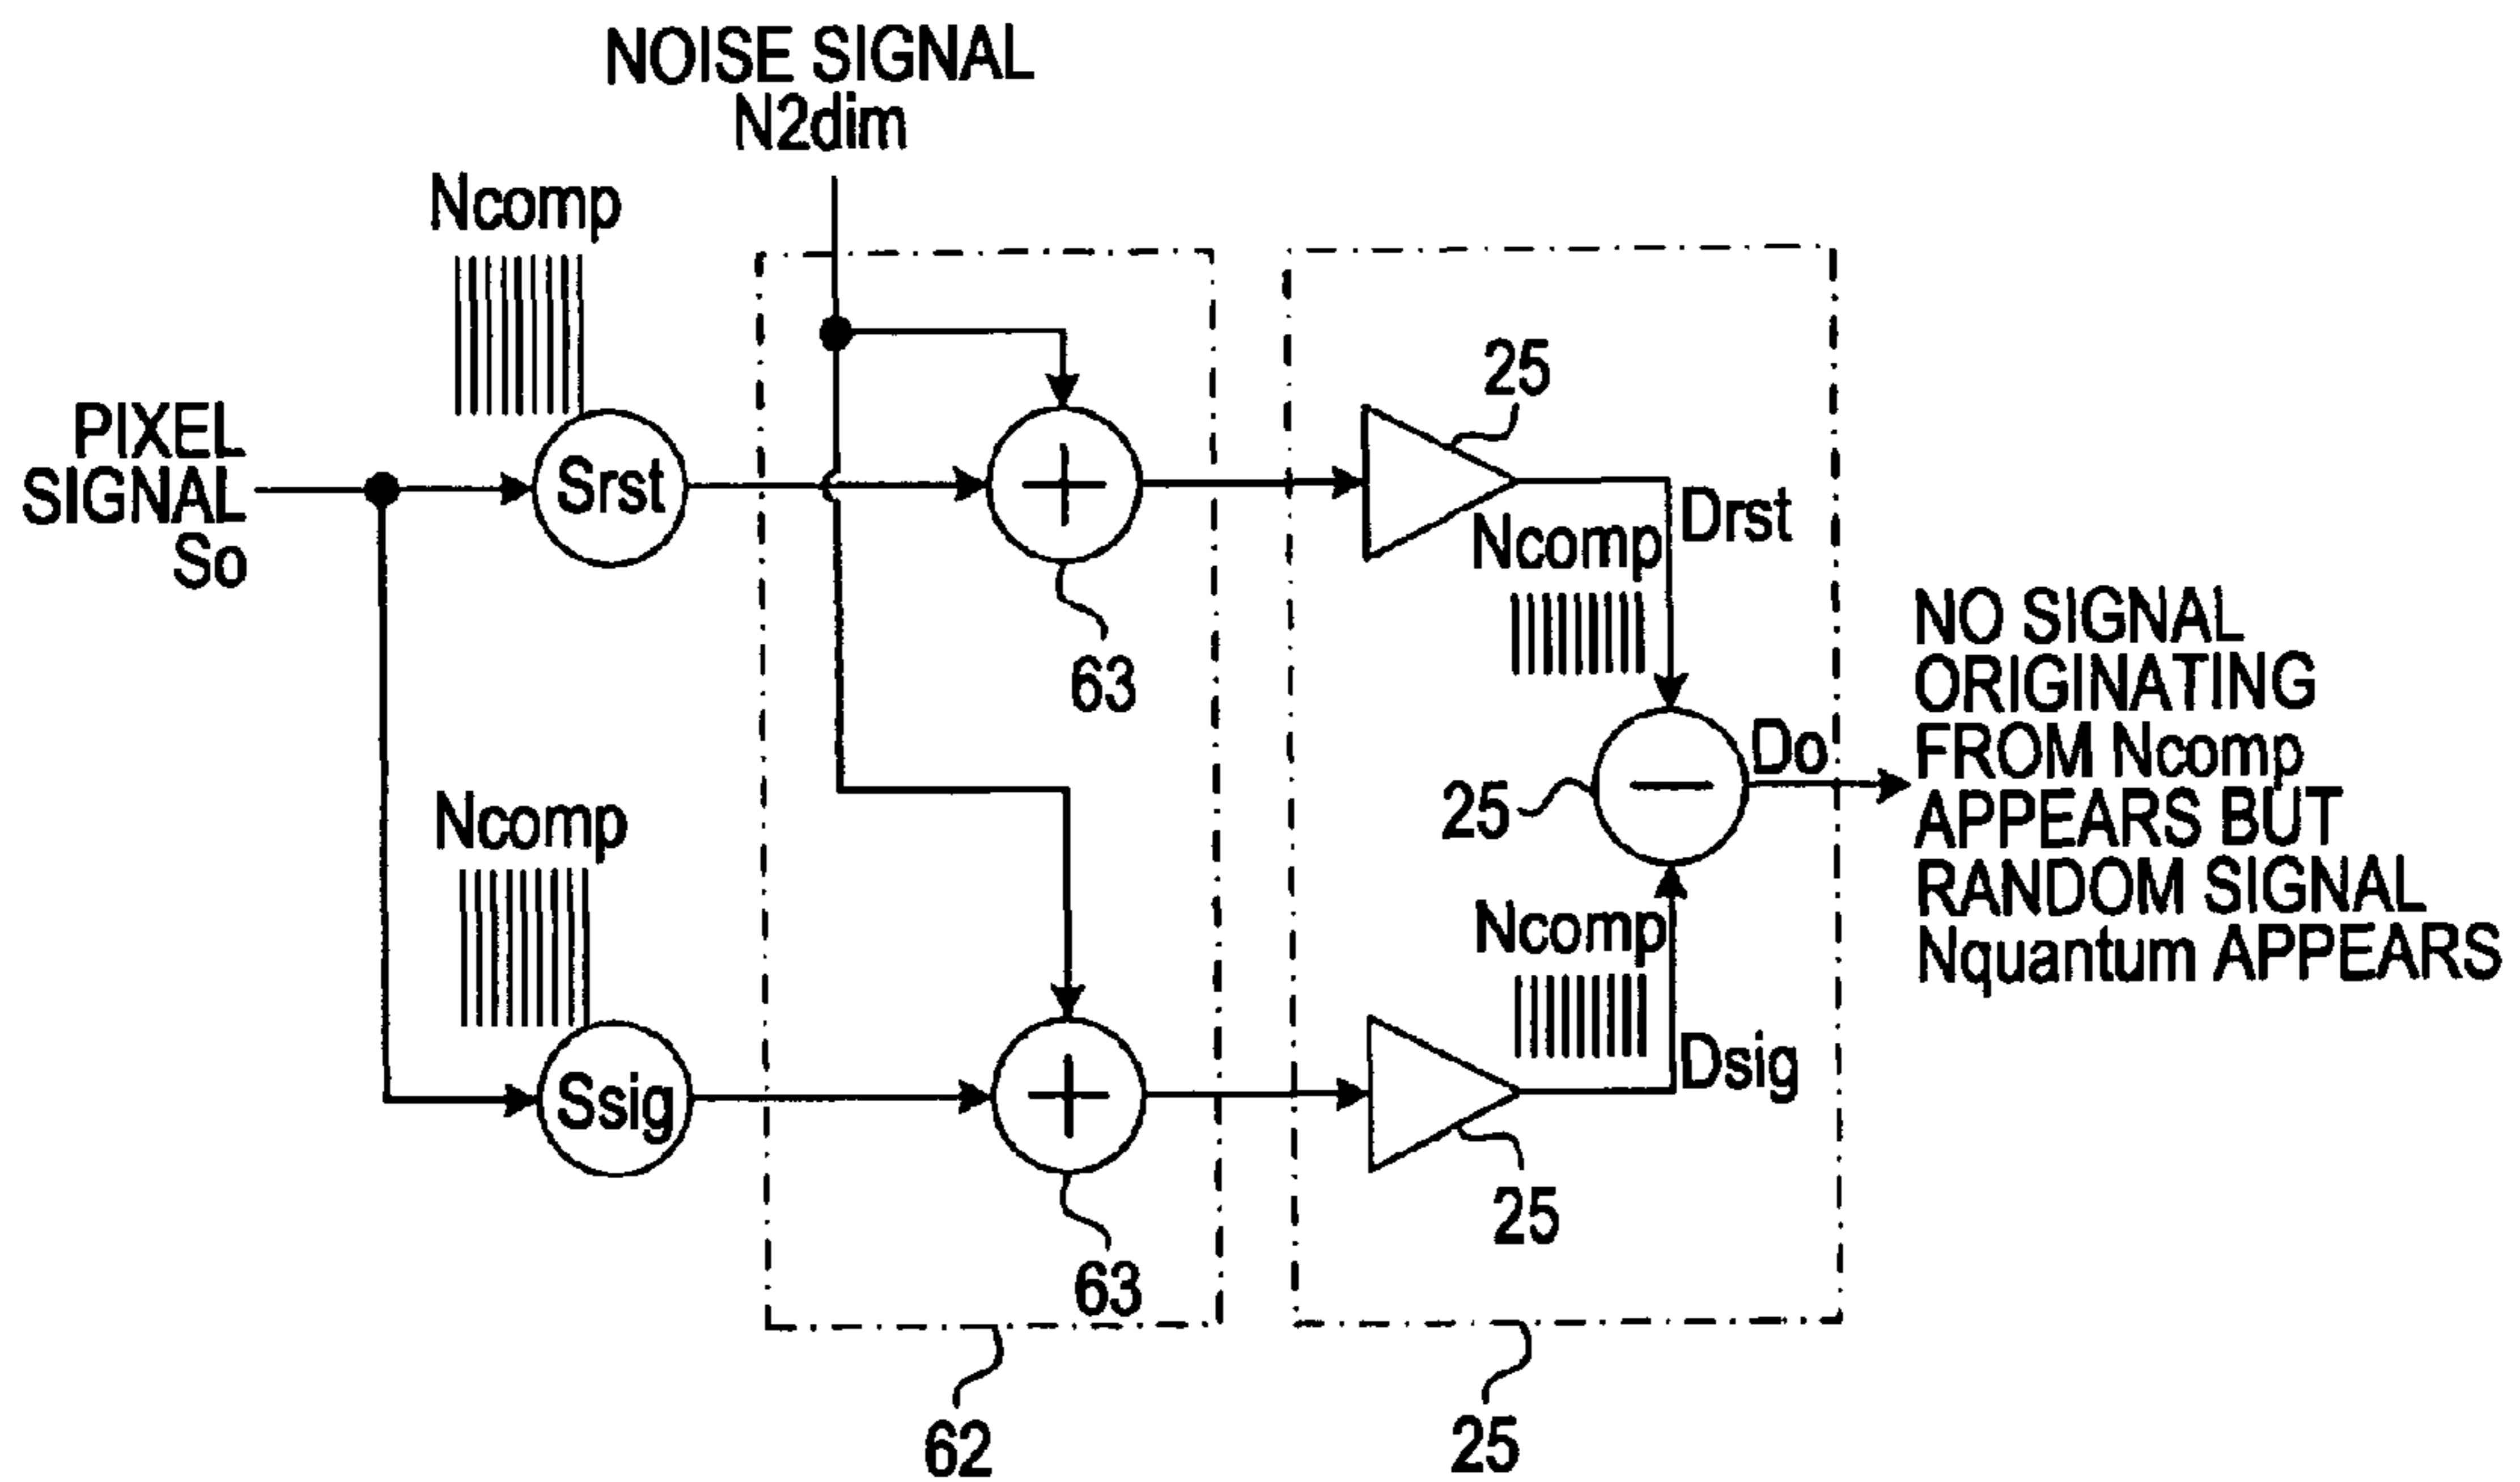 NOISE SIGNAL
N2dim
Ncomp
PIXEL
SIGNAL
So
Srst
25
Ncomp
Drst
63
NO SIGNAL
ORIGINATING
FROM Ncomp
APPEARS BUT
RANDOM SIGNAL
Nquantum APPEARS
Do
25
Ncomp
Ncomp
Ssig
Dsig
25
63
62
25